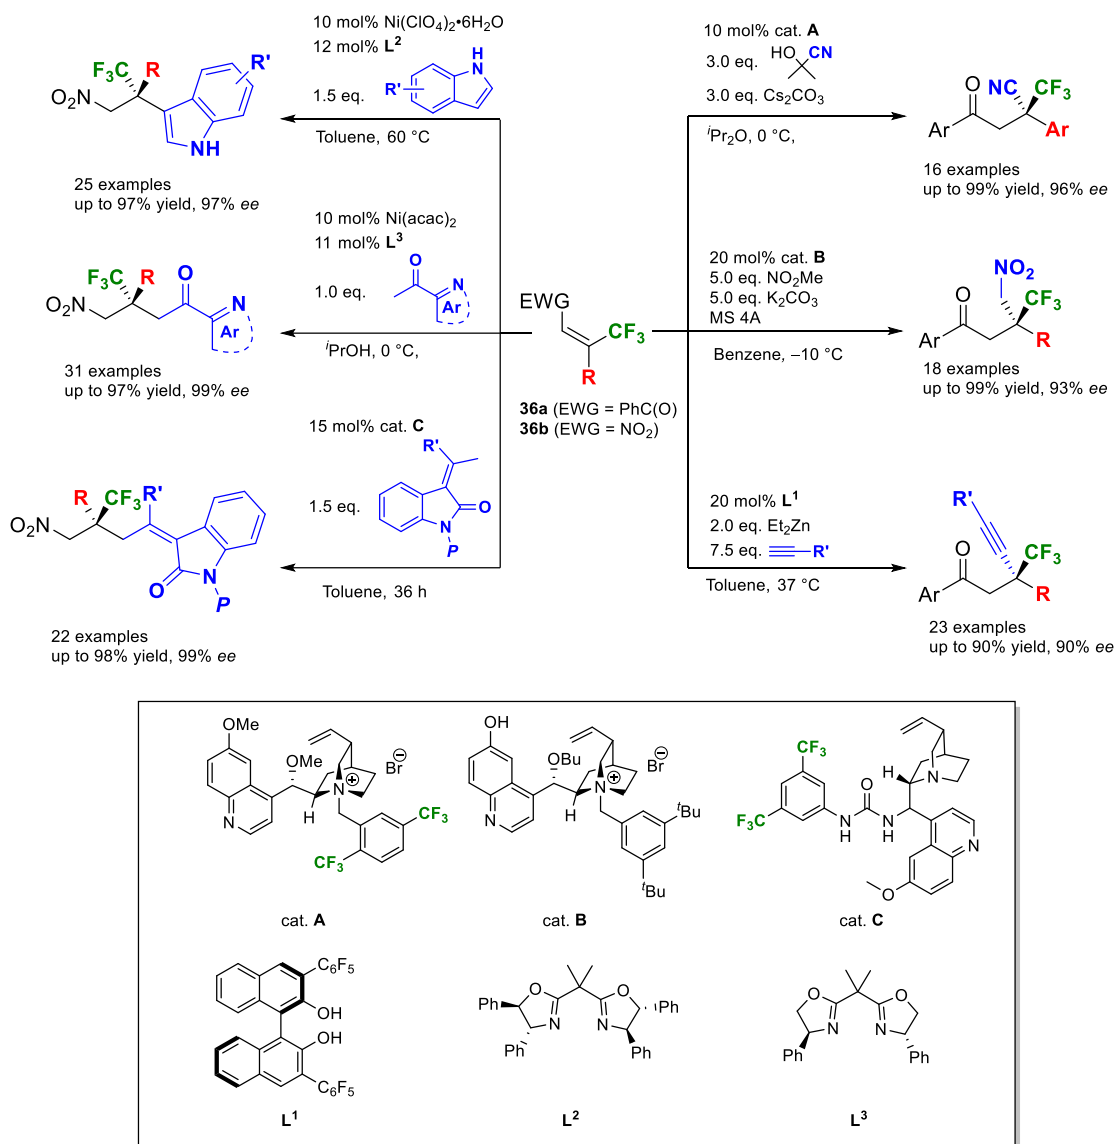 10 mol% Ni(ClO4)2•6H2O
12 mol% L2
1.5 eq.
R'
H
N
Toluene, 60 °C
F3C R
R'
O2N
NH
25 examples
up to 97% yield, 97% ee
10 mol% cat. A
3.0 eq.
HO CN
3.0 eq. Cs2CO3
iPr2O, 0 °C,
O NC CF3
Ar Ar
16 examples
up to 99% yield, 96% ee
10 mol% Ni(acac)2
11 mol% L3
1.0 eq.
O
N
Ar
iPrOH, 0 °C,
F3C R O
N
O2N
Ar
31 examples
up to 97% yield, 99% ee
EWG
CF3
R
36a (EWG = PhC(O)
36b (EWG = NO2)
20 mol% cat. B
5.0 eq. NO2Me
5.0 eq. K2CO3
MS 4A
Benzene, –10 °C
NO2
O CF3
Ar R
18 examples
up to 99% yield, 93% ee
15 mol% cat. C
R'
1.5 eq.
O
N
P
Toluene, 36 h
R CF3 R'
O2N
O N
P
22 examples
up to 98% yield, 99% ee
20 mol% L1
2.0 eq. Et2Zn
7.5 eq. R'
Toluene, 37 °C
R'
O CF3
Ar R
23 examples
up to 90% yield, 90% ee
OMe
OMe
Br
N
N
H
CF3
CF3
cat. A
OH
OBu
Br
N
N
H
tBu
tBu
cat. B
CF3
F3C
O
N
H
N
H
H
N
N
O
cat. C
C6F5
OH
OH
C6F5
L1
O O
Ph Ph
N N
Ph Ph
L2
O O
N N
Ph Ph
L3